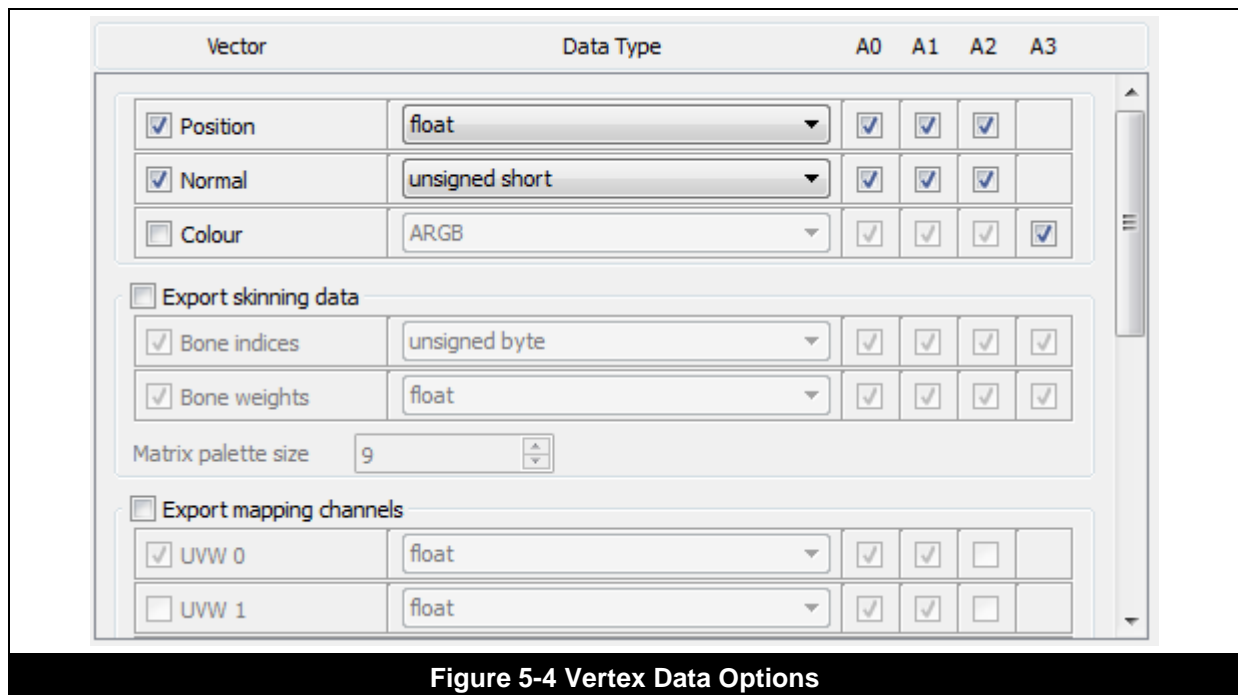 Vector Data Type A0 A1 A2 A3
Position float
Normal unsigned short
Colour ARGB
Export skinning data
Bone indices unsigned byte
Bone weights float
Matrix palette size 9
Export mapping channels
UVW 0 float
UVW 1 float
Figure 5-4 Vertex Data Options